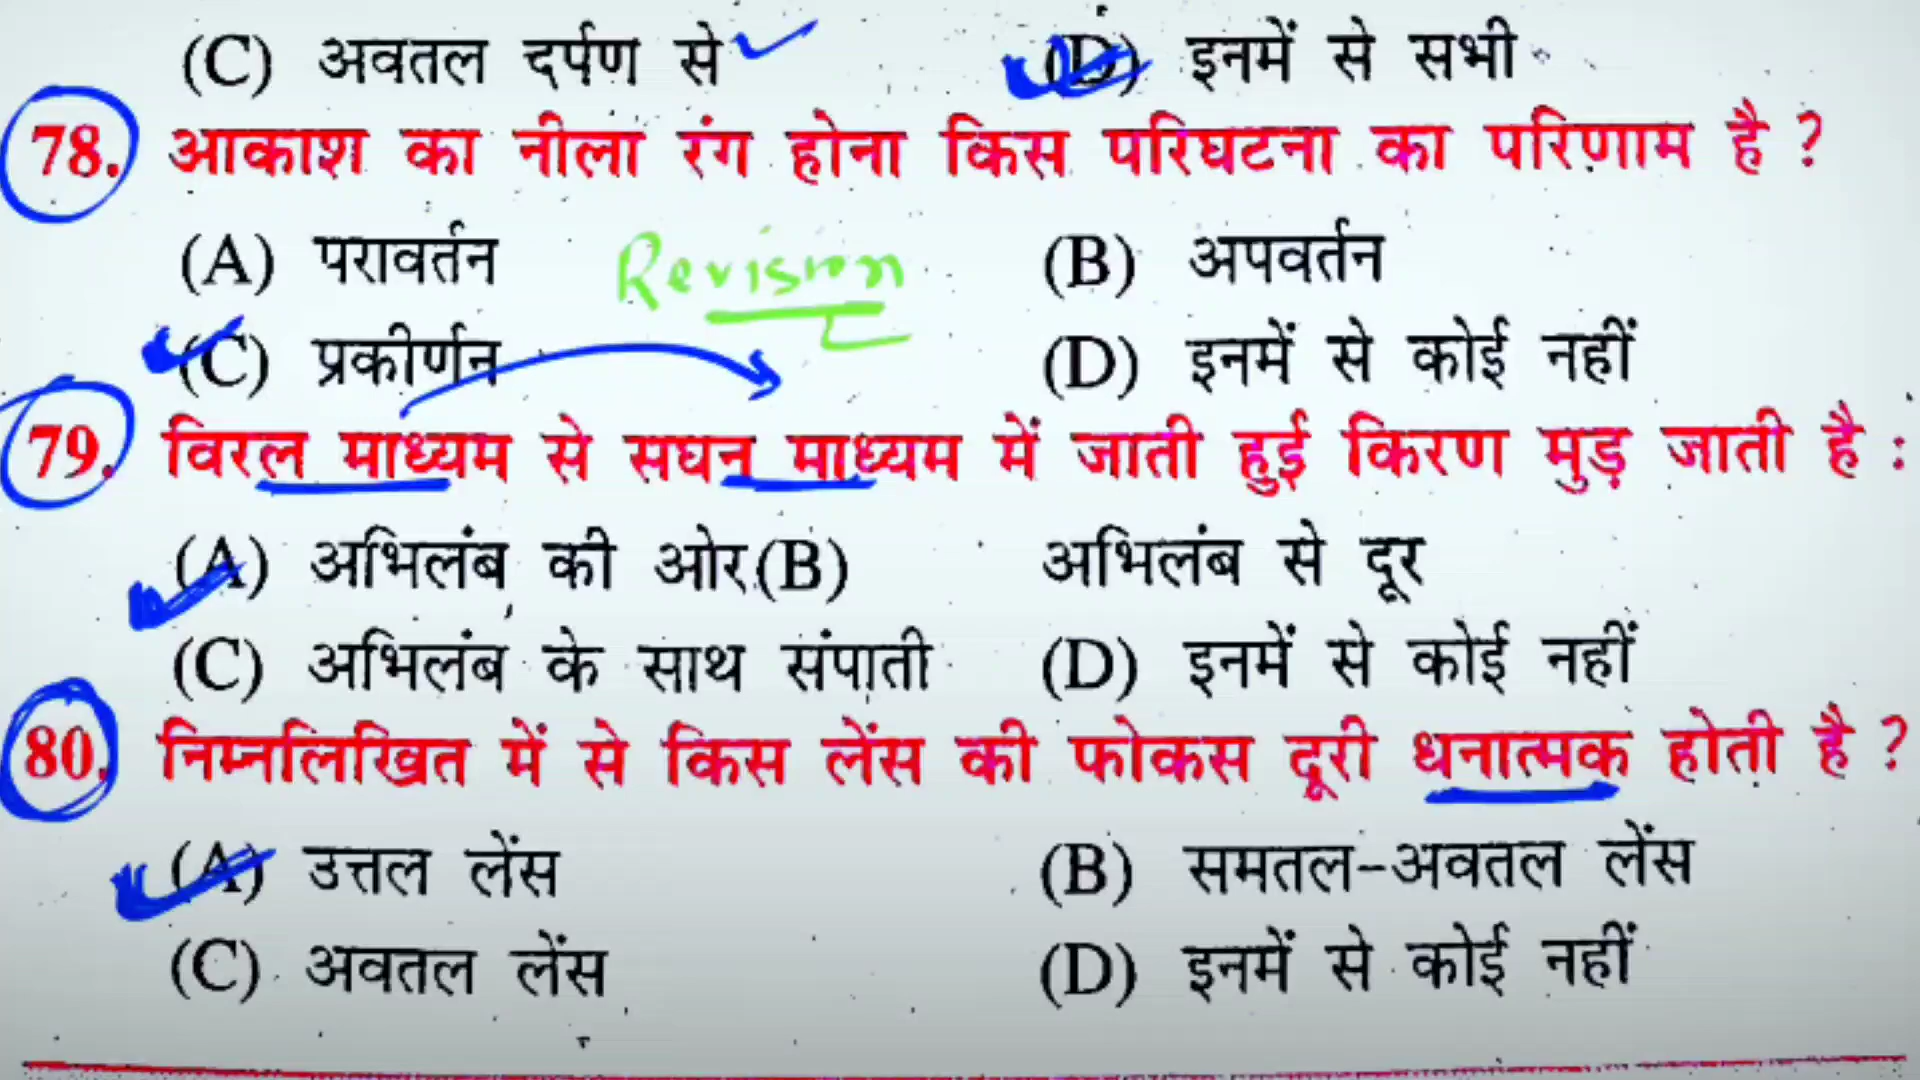 (C) अवतल दर्पण से (D) इनमें से सभी
78. आकाश का नीला रंग होना किस परिघटना का परिणाम है ?
(A) परावर्तन (B) अपवर्तन
Revision
(C) प्रकीर्णन (D) इनमें से कोई नहीं
79. विरल माध्यम से सघन माध्यम में जाती हुई किरण मुड़ जाती है :
(A) अभिलंब की ओर (B) अभिलंब से दूर
(C) अभिलंब के साथ संपाती (D) इनमें से कोई नहीं
80. निम्नलिखित में से किस लेंस की फोकस दूरी धनात्मक होती है ?
(A) उत्तल लेंस (B) समतल-अवतल लेंस
(C) अवतल लेंस (D) इनमें से कोई नहीं